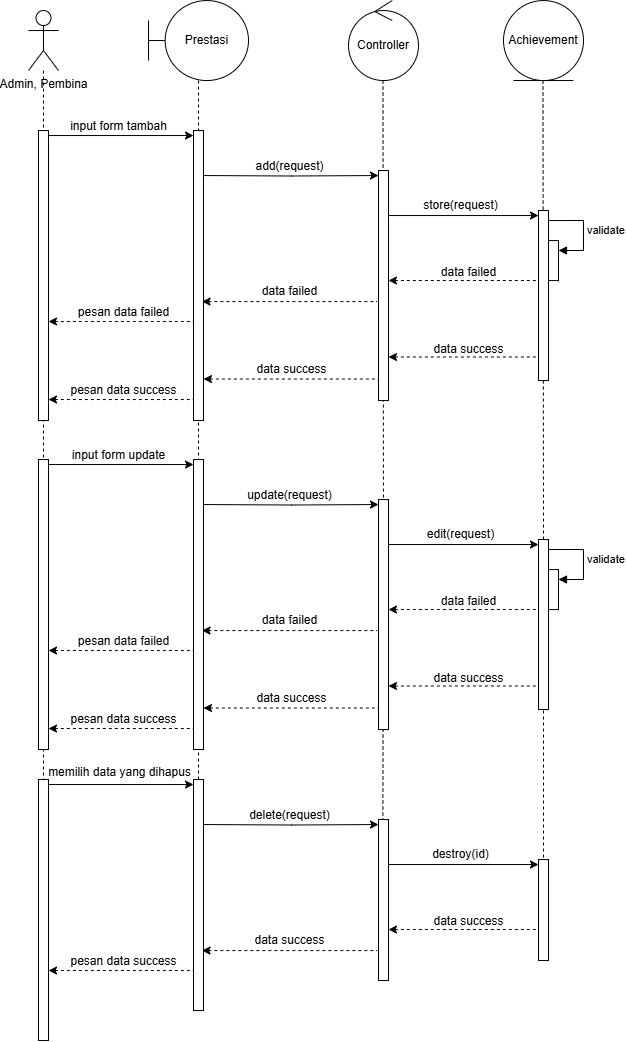 Admin, Pembina
Prestasi
Controller
Achievement
input form tambah
add(request)
store(request)
validate
data failed
data failed
pesan data failed
data success
data success
pesan data success
input form update
update(request)
edit(request)
validate
data failed
data failed
pesan data failed
data success
data success
pesan data success
memilih data yang dihapus
delete(request)
destroy(id)
data success
data success
pesan data success